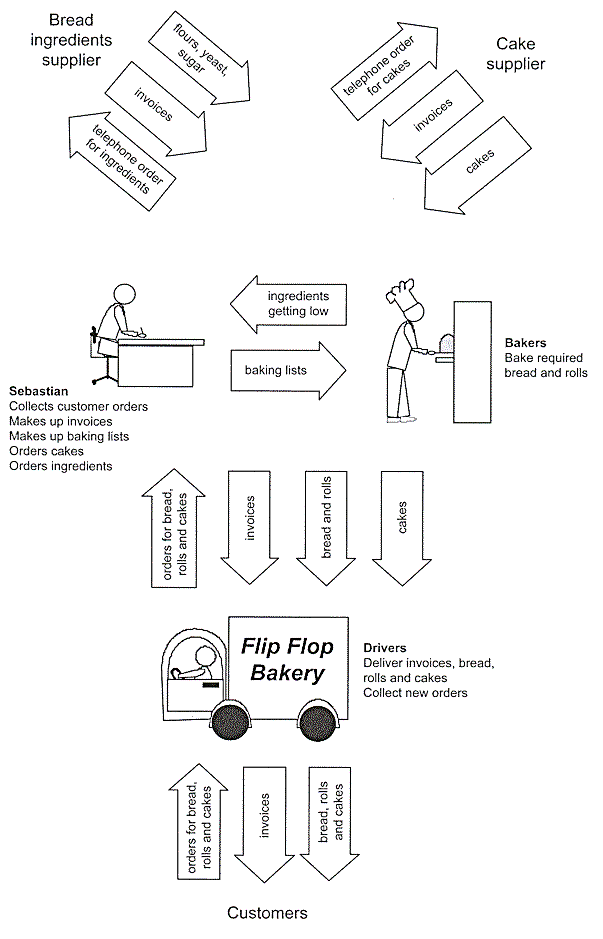 Bread
ingredients
supplier
flours, yeast,
sugar
invoices
telephone order
for ingredients
telephone order
for cakes
invoices
cakes
Cake
supplier
ingredients
getting low
baking lists
Bakers
Bake required
bread and rolls
Sebastian
Collects customer orders
Makes up invoices
Makes up baking lists
Orders cakes
Orders ingredients
orders for bread,
rolls and cakes
invoices
bread and rolls
cakes
Flip Flop
Bakery
Drivers
Deliver invoices, bread,
rolls and cakes
Collect new orders
orders for bread,
rolls and cakes
invoices
bread, rolls
and cakes
Customers